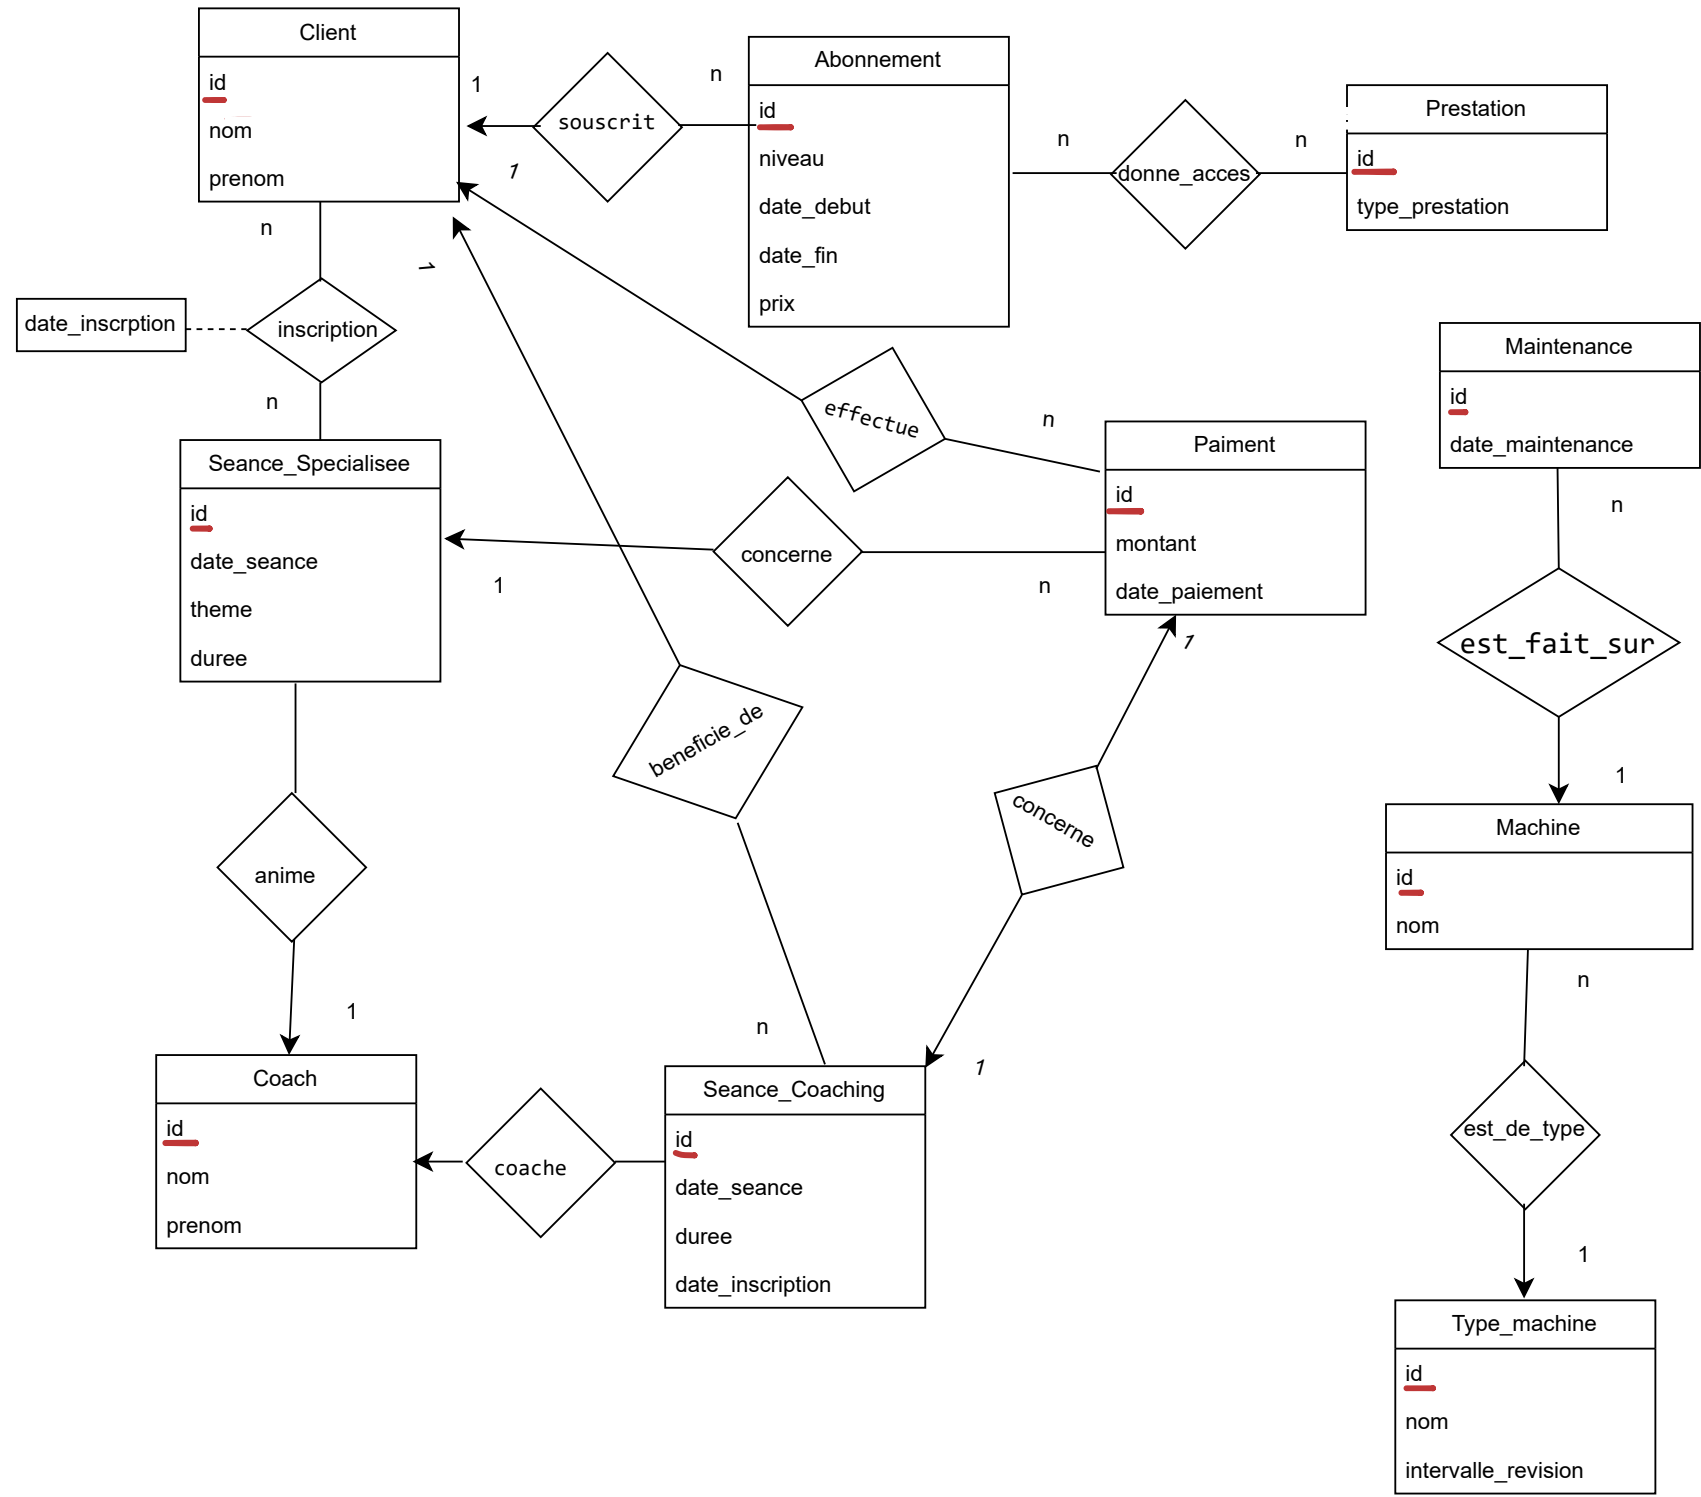 Client
id
nom
prenom
1
souscrit
n
Abonnement
id
niveau
date_debut
date_fin
prix
n
donne_acces
n
Prestation
id
type_prestation
1
1
n
date_inscrption
inscription
n
effectue
n
Seance_Specialisee
id
date_seance
theme
duree
1
concerne
n
Paiment
id
montant
date_paiement
1
Maintenance
id
date_maintenance
n
est_fait_sur
1
beneficie_de
n
concerne
1
anime
1
Coach
id
nom
prenom
coache
Seance_Coaching
id
date_seance
duree
date_inscription
Machine
id
nom
n
est_de_type
1
Type_machine
id
nom
intervalle_revision